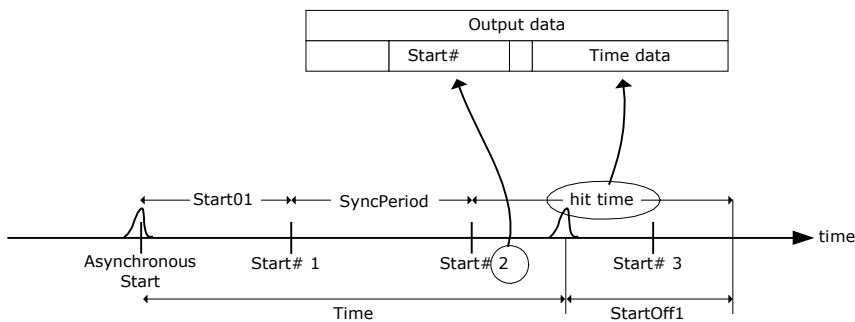 Output data
Start# Time data
Start01 SyncPeriod hit time
time
Asynchronous Start
Start# 1 Start# 2 Start# 3
Time StartOff1